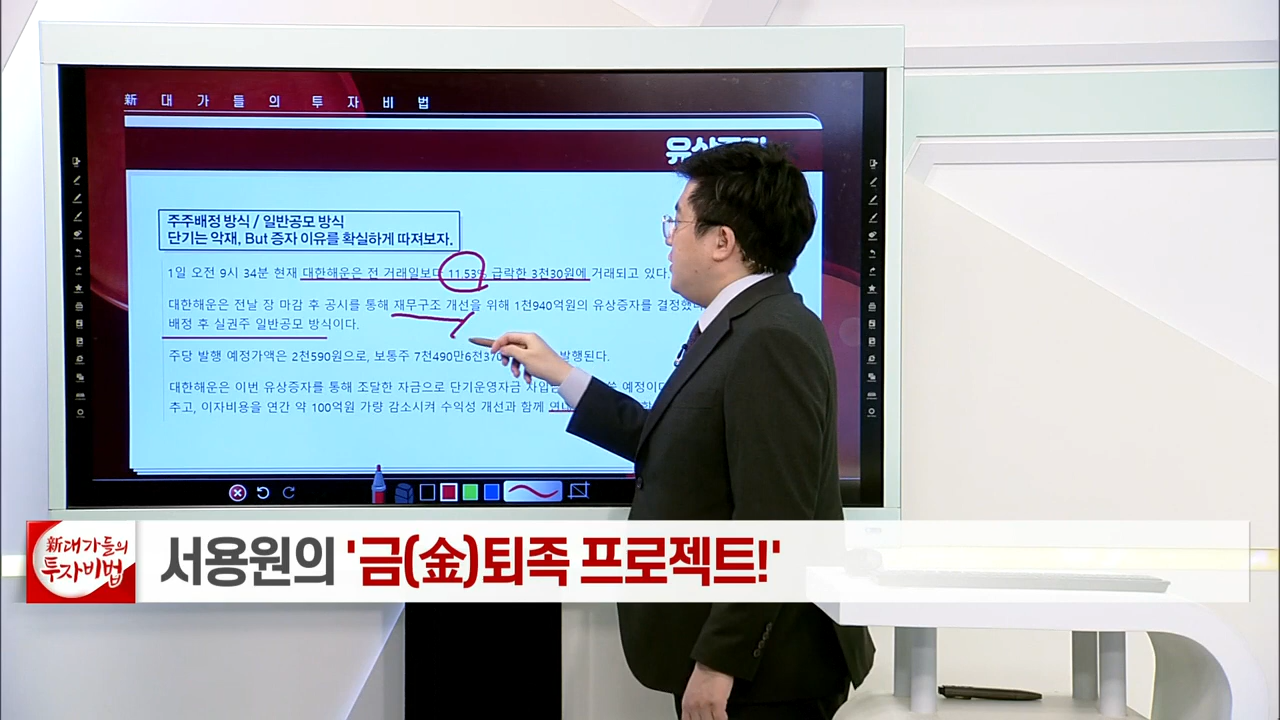 新 대 가 들 의 투 자 비 법
주주배정 방식 / 일반공모 방식
단기는 악재, But 증자 이유를 확실하게 따져보자.
1일 오전 9시 34분 현재 대한해운은 전 거래일보다 11.53% 급락한 3천30원에 거래되고 있다.
대한해운은 전날 장 마감 후 공시를 통해 재무구조 개선을 위해 1천940억원의 유상증자를 결정했
배정 후 실권주 일반공모 방식이다.
주당 발행 예정가액은 2천590원으로, 보통주 7천490만6천370 발행된다.
대한해운은 이번 유상증자를 통해 조달한 자금으로 단기운영자금 예정이다
추고, 이자비용을 연간 약 100억원 가량 감소시켜 수익성 개선과 함께
新대가들의
투자비법
서용원의 '금(金)퇴족 프로젝트!'